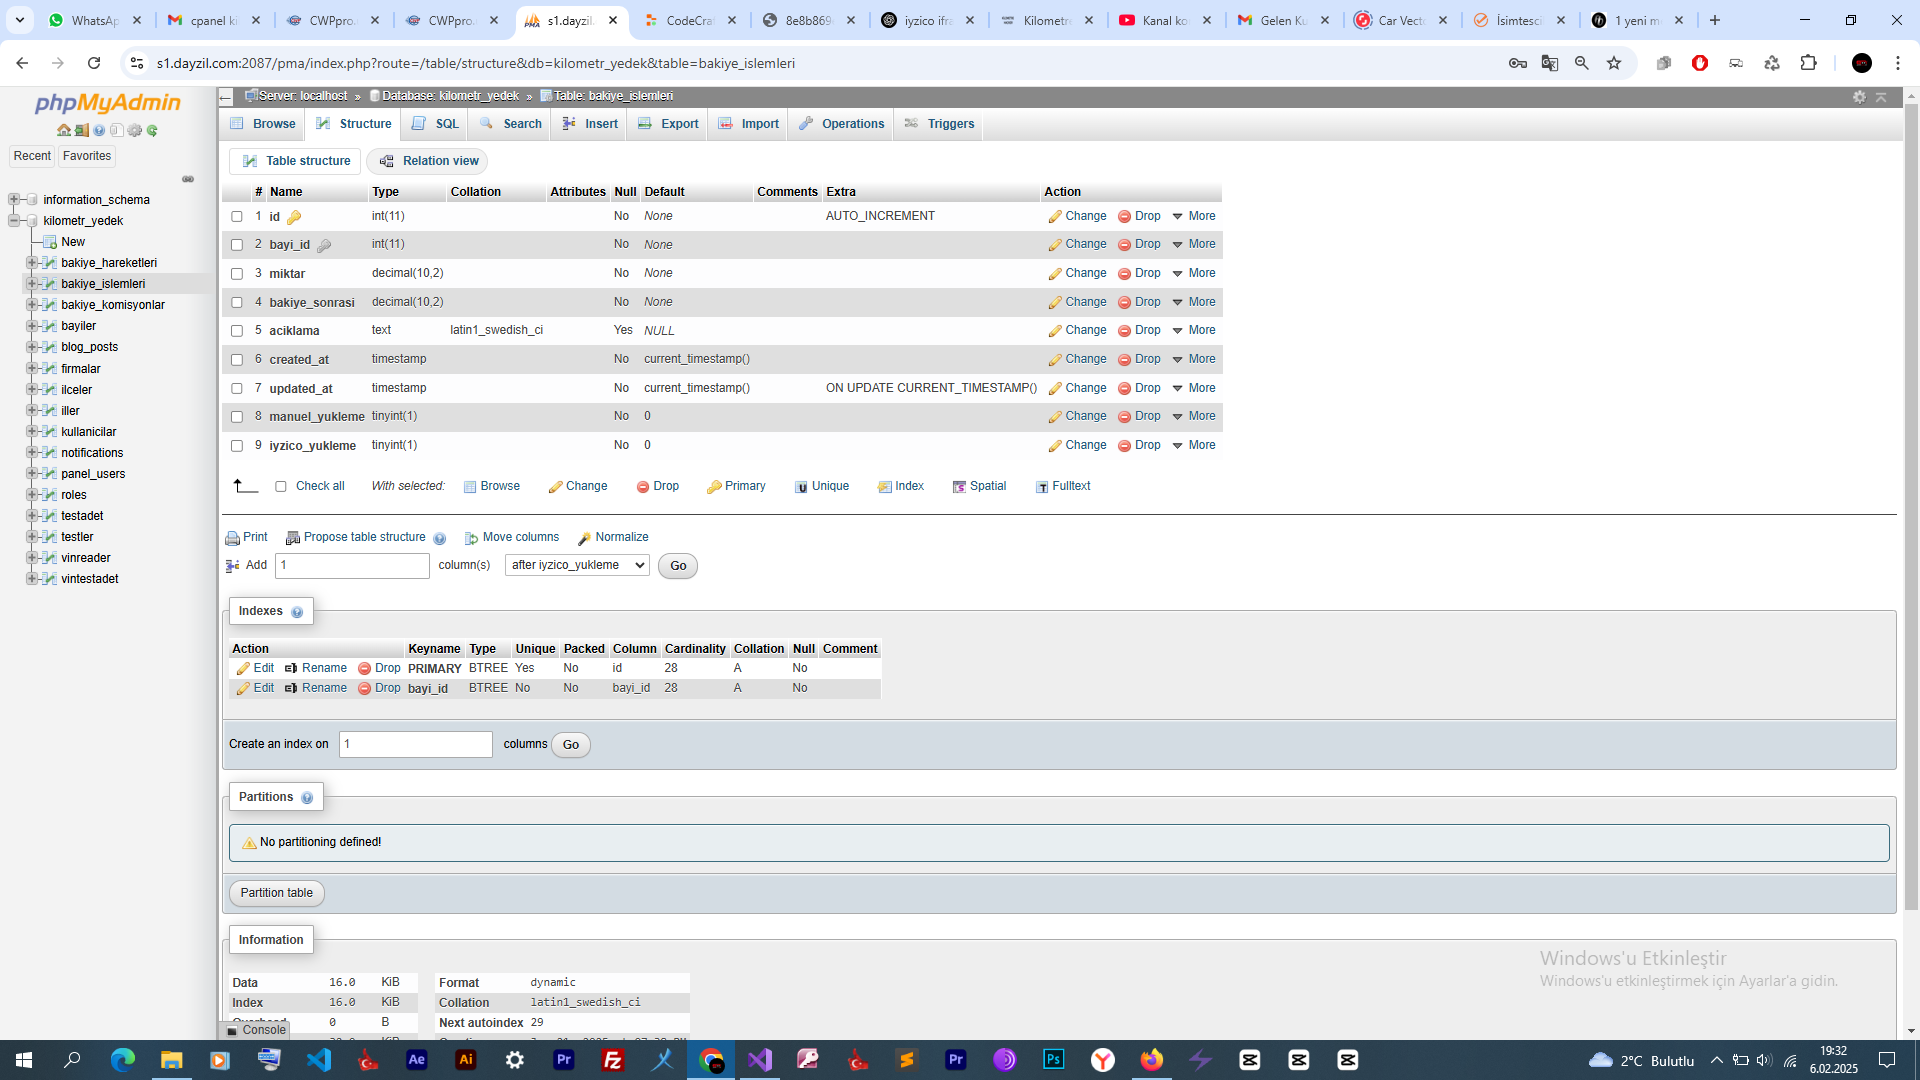 WhatsAp
cpanel ki
CWPpro.
CWPpro.
s1.dayzil.
CodeCra
8e8b869
iyzico ifra
Kilometre
Kanal ko
Gelen Ku
Car Vect
İsimtesci
1 yeni m
s1.dayzil.com:2087/pma/index.php?route=/table/structure&db=kilometr_yedek&table=bakiye_islemleri
phpMyAdmin
Recent Favorites
information_schema
kilometr_yedek
New
bakiye_hareketleri
bakiye_islemleri
bakiye_komisyonlar
bayiler
blog_posts
firmalar
ilceler
iller
kullanicilar
notifications
panel_users
roles
testadet
testler
vinreader
vintestadet
Server: localhost » Database: kilometr_yedek » Table: bakiye_islemleri
Browse Structure SQL Search Insert Export Import Operations Triggers
Table structure Relation view
# Name Type Collation Attributes Null Default Comments Extra Action
1 id int(11) No None AUTO_INCREMENT Change Drop More
2 bayi_id int(11) No None Change Drop More
3 miktar decimal(10,2) No None Change Drop More
4 bakiye_sonrasi decimal(10,2) No None Change Drop More
5 aciklama text latin1_swedish_ci Yes NULL Change Drop More
6 created_at timestamp No current_timestamp() Change Drop More
7 updated_at timestamp No current_timestamp() ON UPDATE CURRENT_TIMESTAMP() Change Drop More
8 manuel_yukleme tinyint(1) No 0 Change Drop More
9 iyzico_yukleme tinyint(1) No 0 Change Drop More
Check all With selected: Browse Change Drop Primary Unique Index Spatial Fulltext
Print Propose table structure Move columns Normalize
Add 1 column(s) after iyzico_yukleme Go
Indexes
Action Keyname Type Unique Packed Column Cardinality Collation Null Comment
Edit Rename Drop PRIMARY BTREE Yes No id 28 A No
Edit Rename Drop bayi_id BTREE No No bayi_id 28 A No
Create an index on 1 columns Go
Partitions
No partitioning defined!
Partition table
Information
Data 16.0 KiB
Index 16.0 KiB
Overhead 0 B
Format dynamic
Collation latin1_swedish_ci
Next autoindex 29
Console
Windows'u Etkinleştir
Windows'u etkinleştirmek için Ayarlar'a gidin.
2°C Bulutlu
19:32
6.02.2025